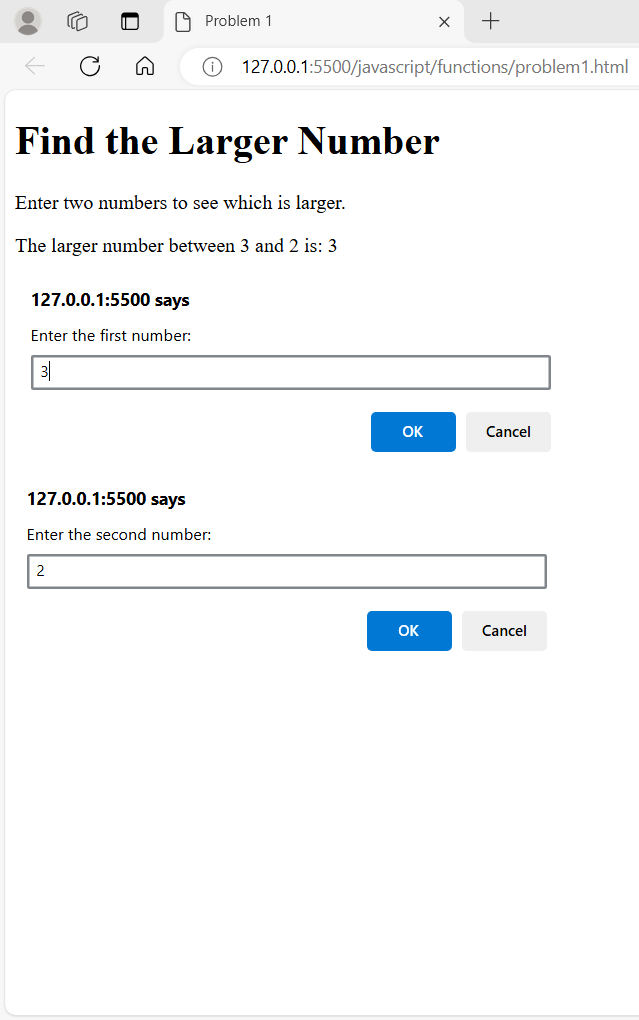 Problem 1
127.0.0.1:5500/javascript/functions/problem1.html
Find the Larger Number
Enter two numbers to see which is larger.
The larger number between 3 and 2 is: 3
127.0.0.1:5500 says
Enter the first number:
3
OK Cancel
127.0.0.1:5500 says
Enter the second number:
2
OK Cancel